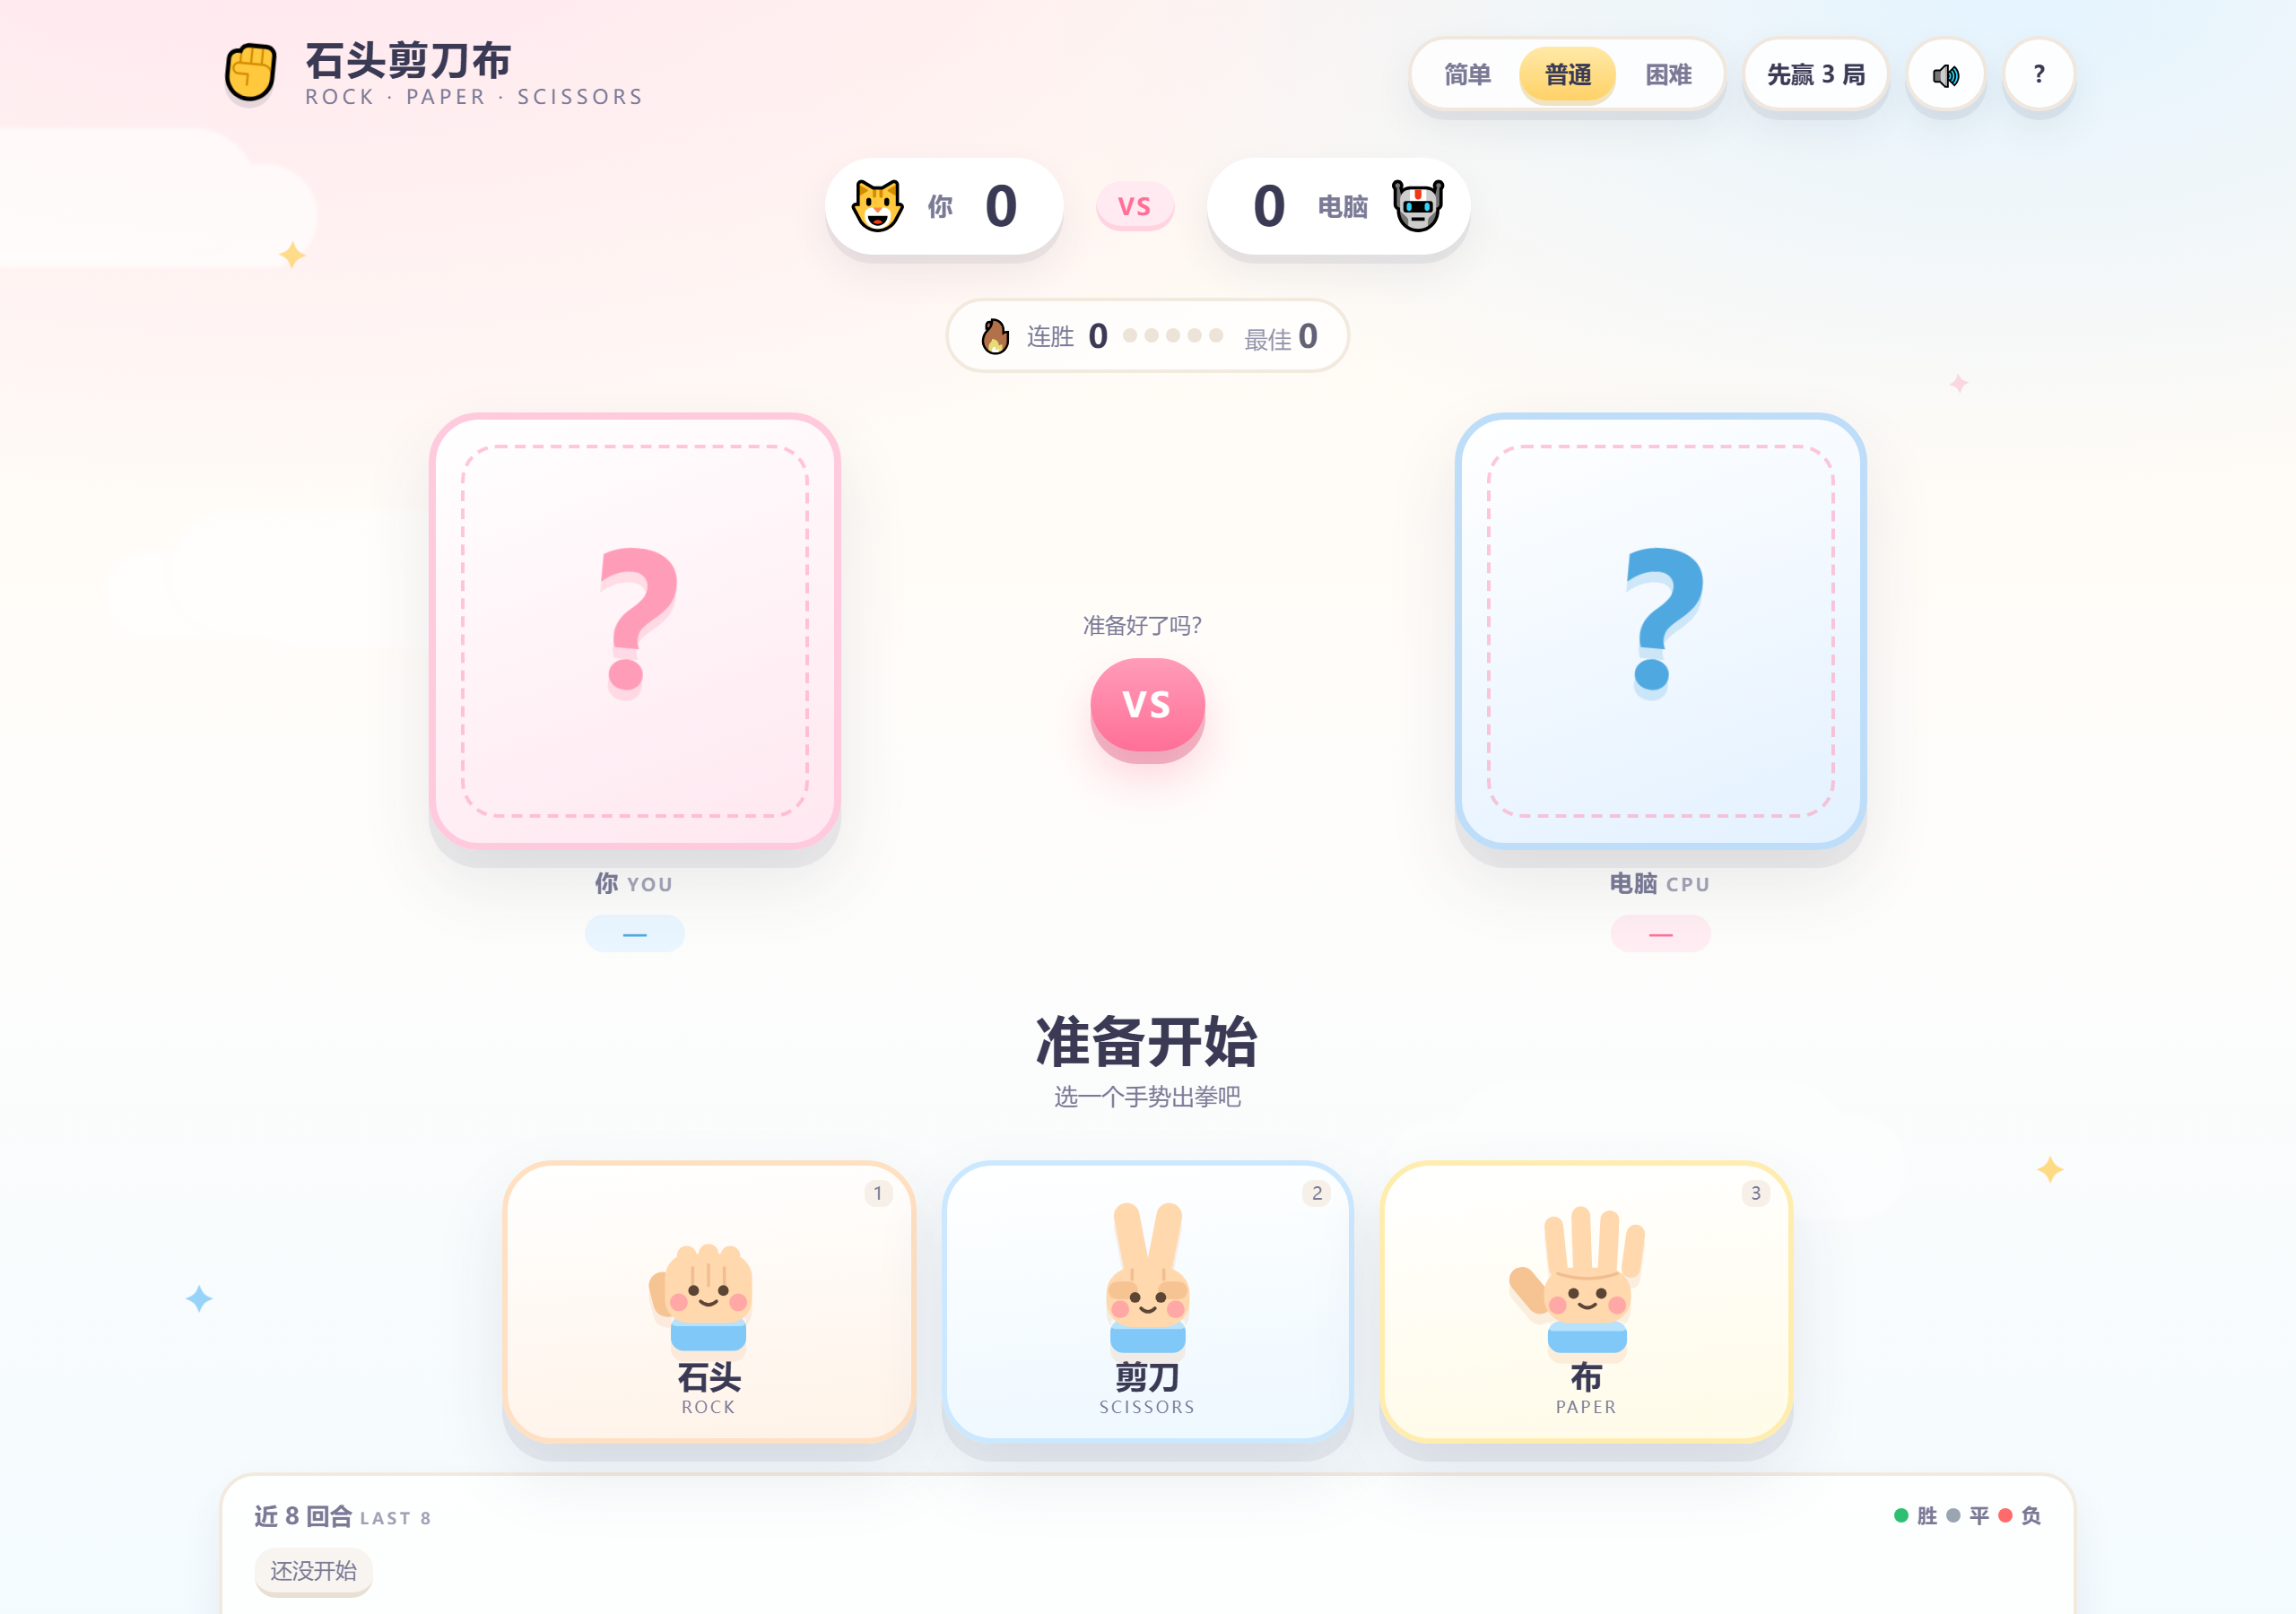 石头剪刀布
ROCK · PAPER · SCISSORS
简单 普通 困难 先赢 3 局 ?
你 0 VS 0 电脑
连胜 0 最佳 0
? ?
准备好了吗?
VS
你 YOU 电脑 CPU
— —
准备开始
选一个手势出拳吧
1 2 3
石头 剪刀 布
ROCK SCISSORS PAPER
近 8 回合 LAST 8 胜 平 负
还没开始